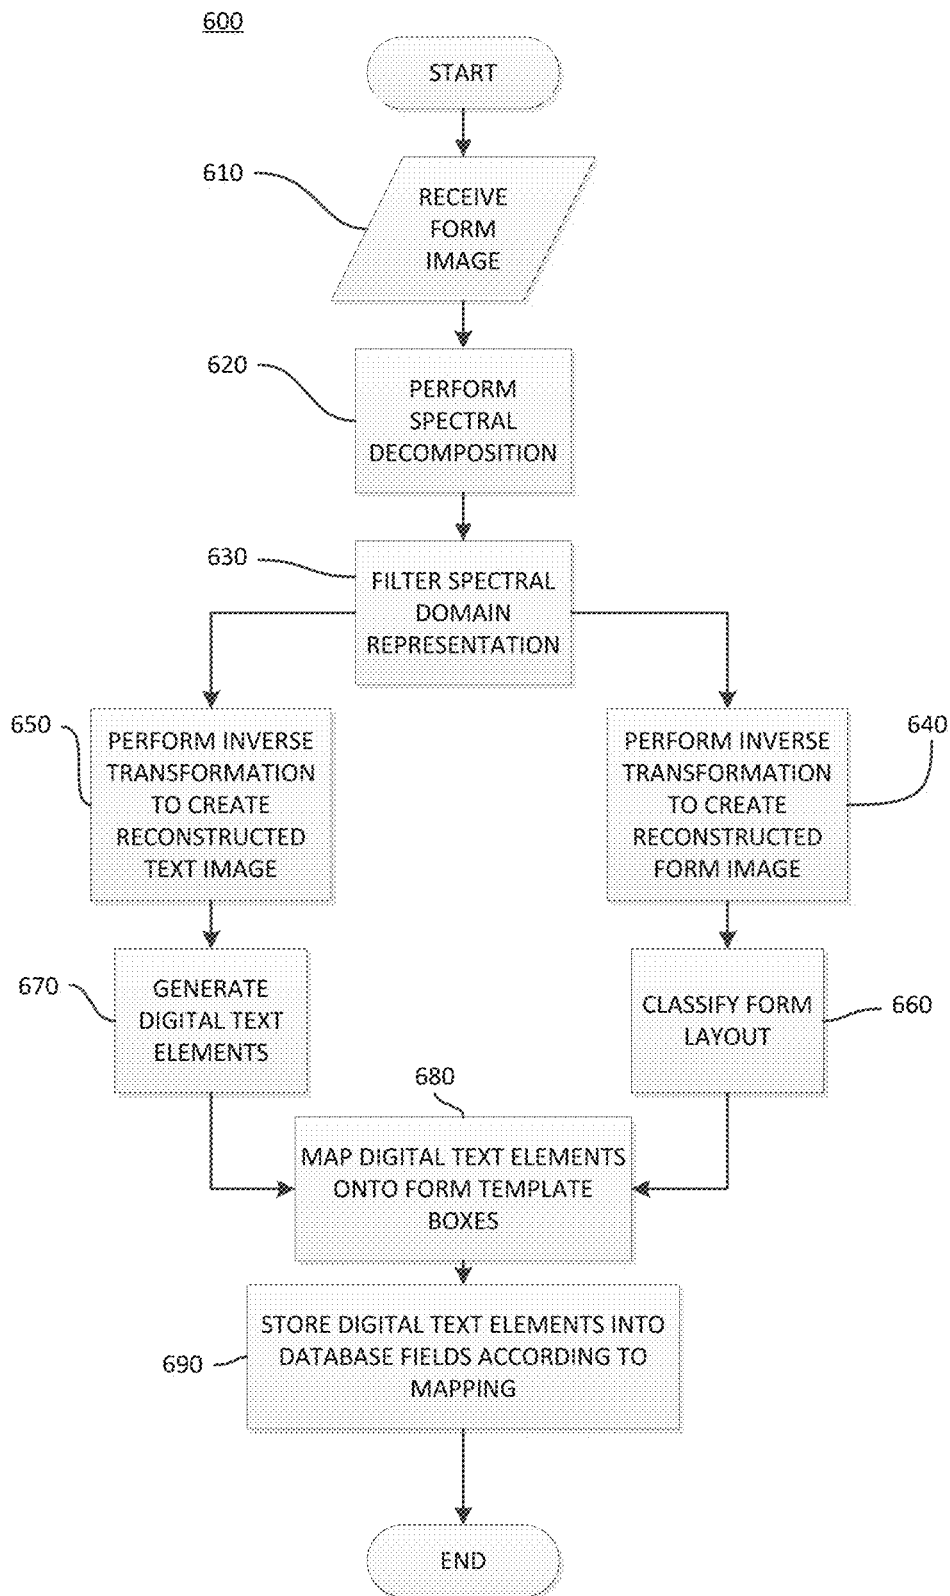 600
START
610
RECEIVE
FORM
IMAGE
620
PERFORM
SPECTRAL
DECOMPOSITION
630
FILTER SPECTRAL
DOMAIN
REPRESENTATION
650
PERFORM INVERSE
TRANSFORMATION
TO CREATE
RECONSTRUCTED
TEXT IMAGE
640
PERFORM INVERSE
TRANSFORMATION
TO CREATE
RECONSTRUCTED
FORM IMAGE
670
GENERATE
DIGITAL TEXT
ELEMENTS
660
CLASSIFY FORM
LAYOUT
680
MAP DIGITAL TEXT ELEMENTS
ONTO FORM TEMPLATE
BOXES
690
STORE DIGITAL TEXT ELEMENTS INTO
DATABASE FIELDS ACCORDING TO
MAPPING
END